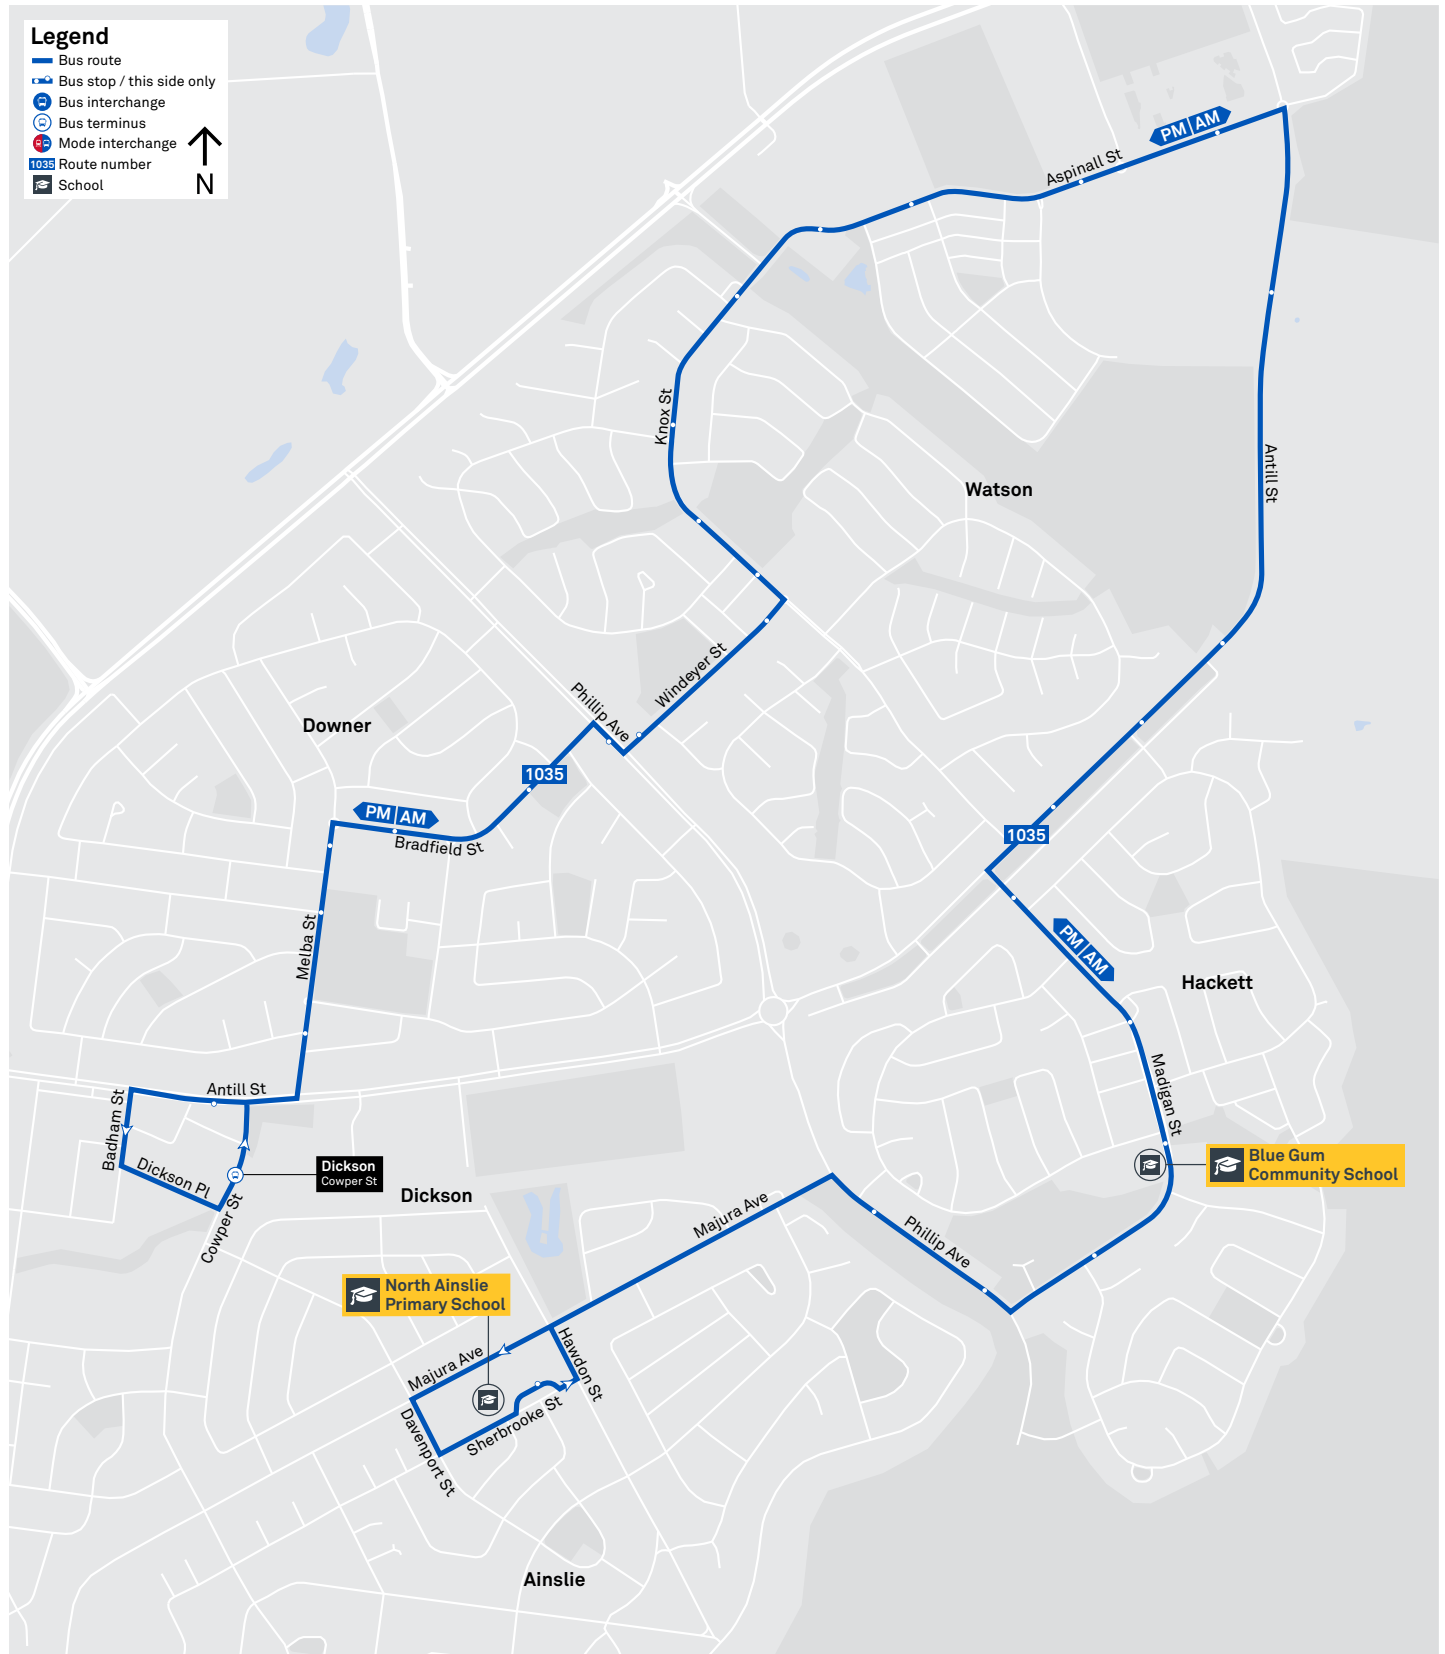 Legend
Bus route
Bus stop / this side only
Bus interchange
Bus terminus
Mode interchange
1035 Route number
School
N
PM AM
Aspinall St
Knox St
Antill St
Watson
Windeyer St
Phillip Ave
Downer
1035
PM AM
Bradfield St
1035
Melba St
PM AM
Hackett
Madigan St
Antill St
Badham St
Dickson Pl
Cowper St
Dickson
Cowper St
Dickson
Blue Gum
Community School
Majura Ave
Phillip Ave
North Ainslie
Primary School
Majura Ave
Hawdon St
Davenport St
Sherbrooke St
Ainslie